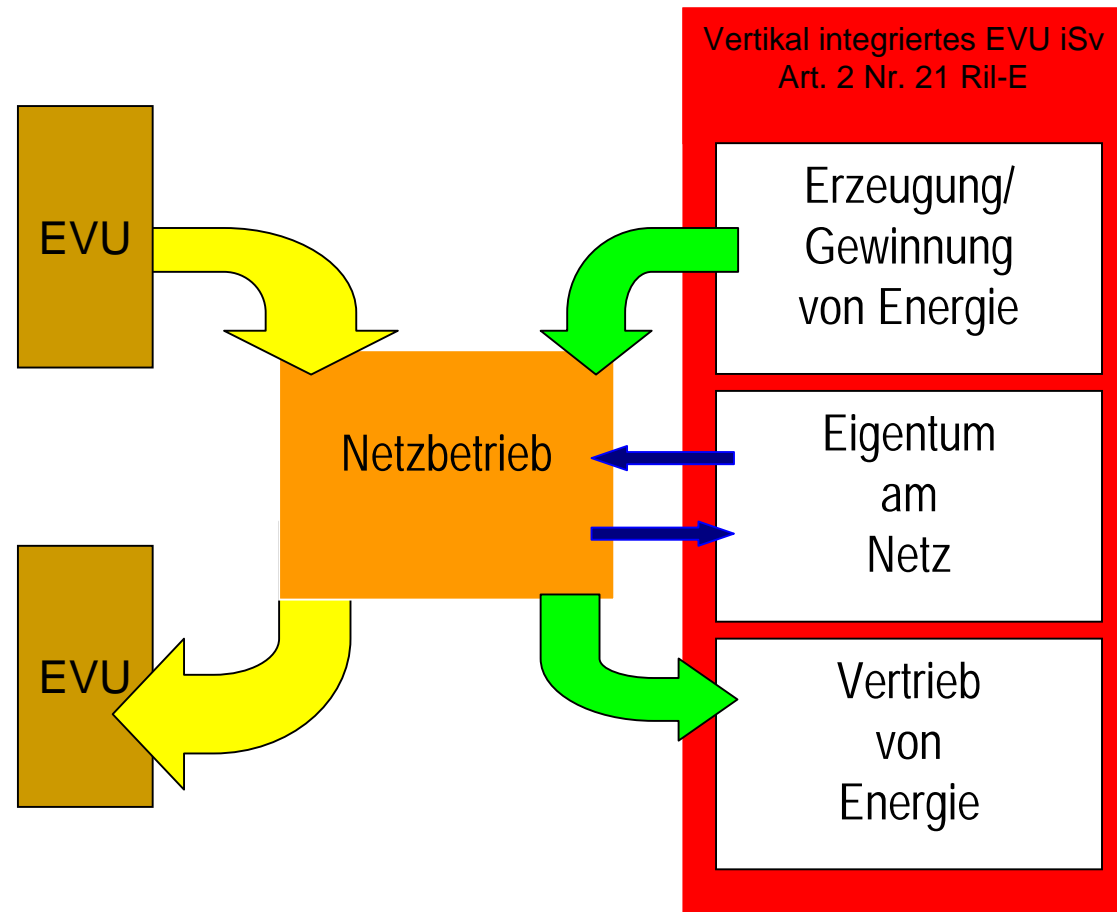 Vertikal integriertes EVU iSv
Art. 2 Nr. 21 Ril-E
EVU
Erzeugung/
Gewinnung
von Energie
Netzbetrieb
Eigentum
am
Netz
EVU
Vertrieb
von
Energie